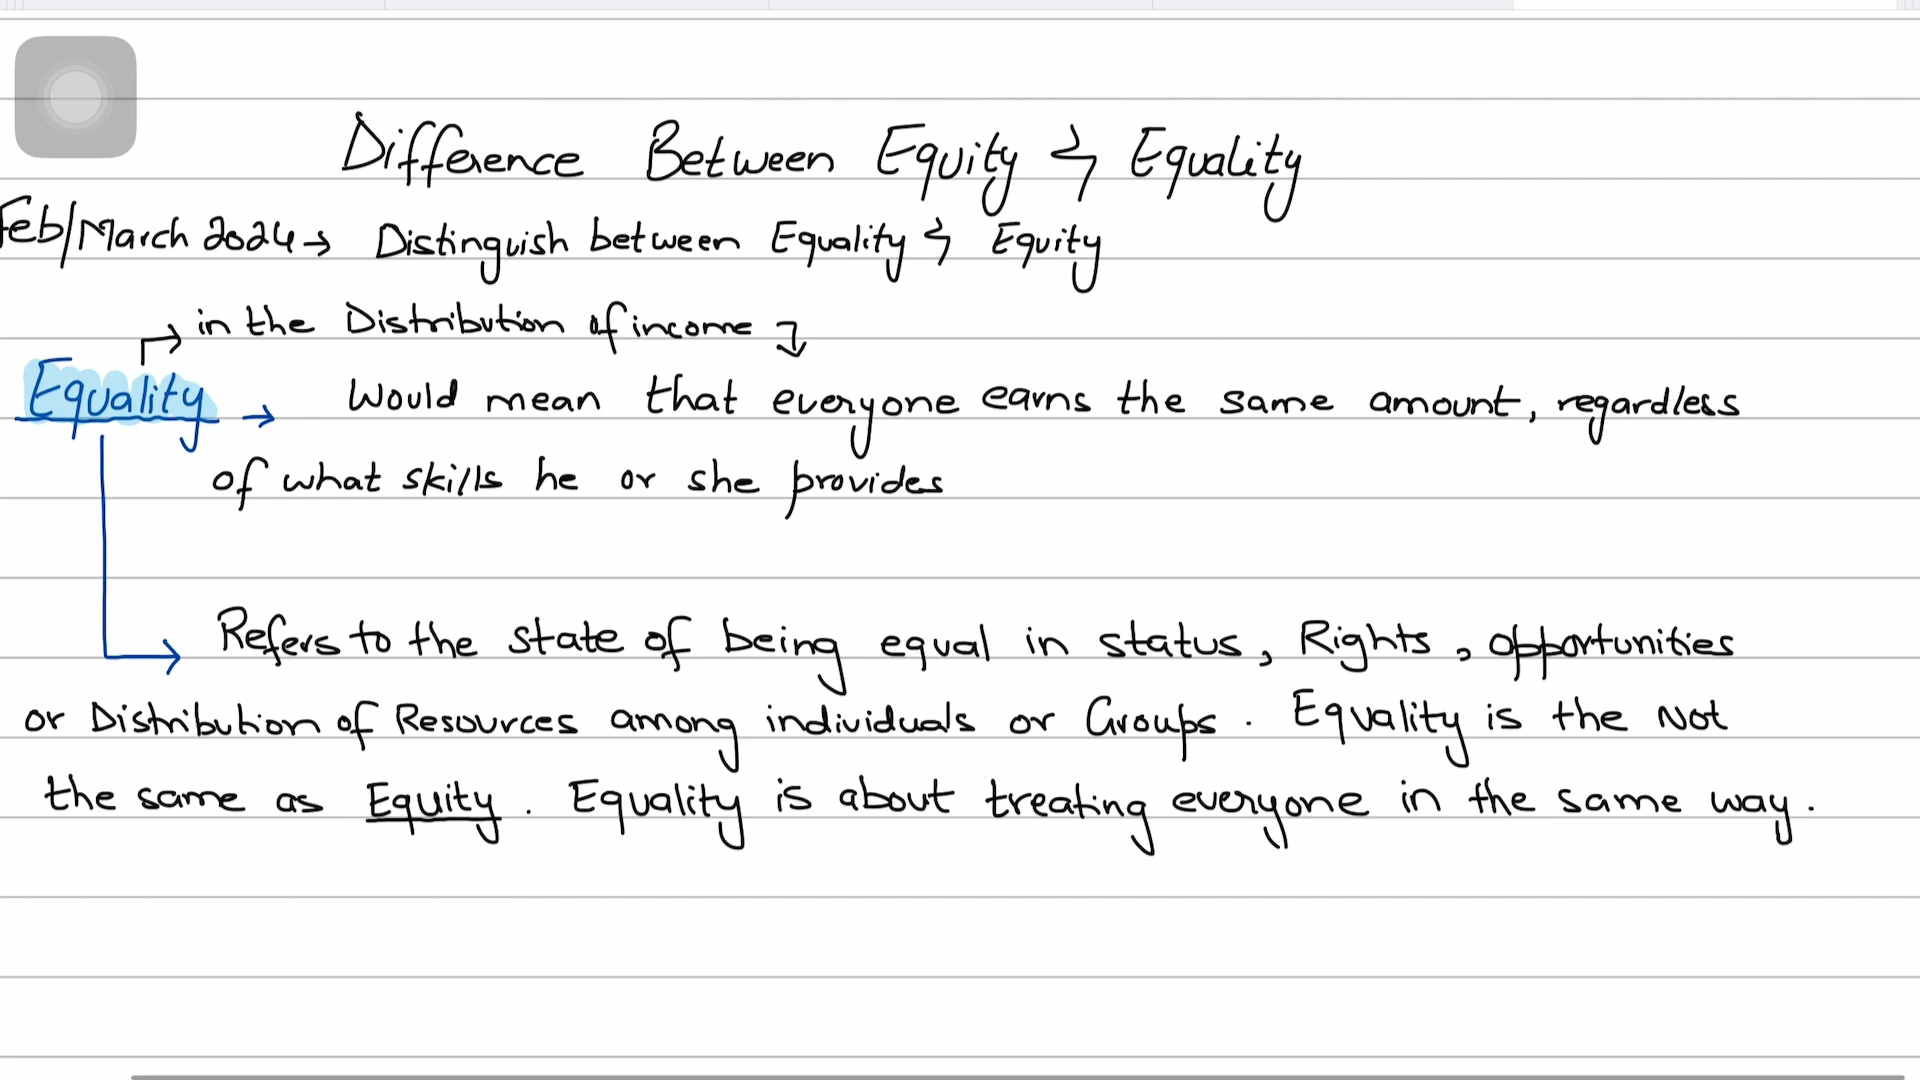 Difference Between Equity & Equality
Feb/March 2024 → Distinguish between Equality & Equity
→ in the Distribution of income ↓
Equality → Would mean that everyone earns the same amount, regardless
of what skills he or she provides
→ Refers to the state of being equal in status, Rights, opportunities
or Distribution of Resources among individuals or Groups. Equality is the Not
the same as Equity. Equality is about treating everyone in the same way.